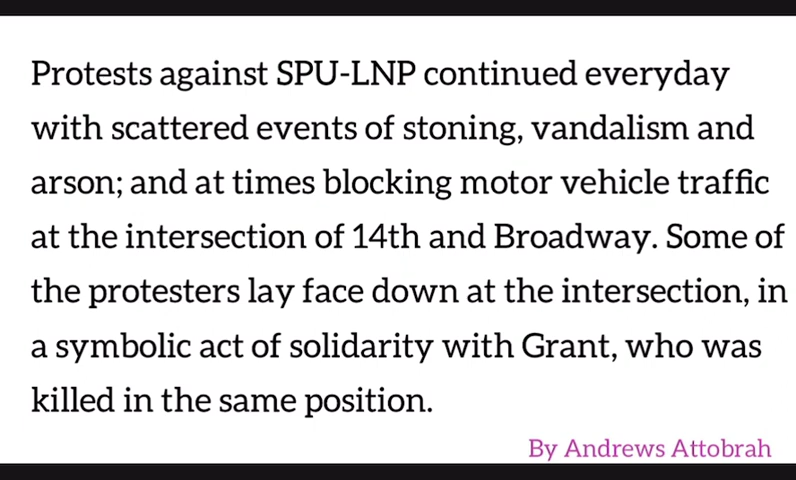 Protests against SPU-LNP continued everyday
with scattered events of stoning, vandalism and
arson; and at times blocking motor vehicle traffic
at the intersection of 14th and Broadway. Some of
the protesters lay face down at the intersection, in
a symbolic act of solidarity with Grant, who was
killed in the same position.
By Andrews Attobrah